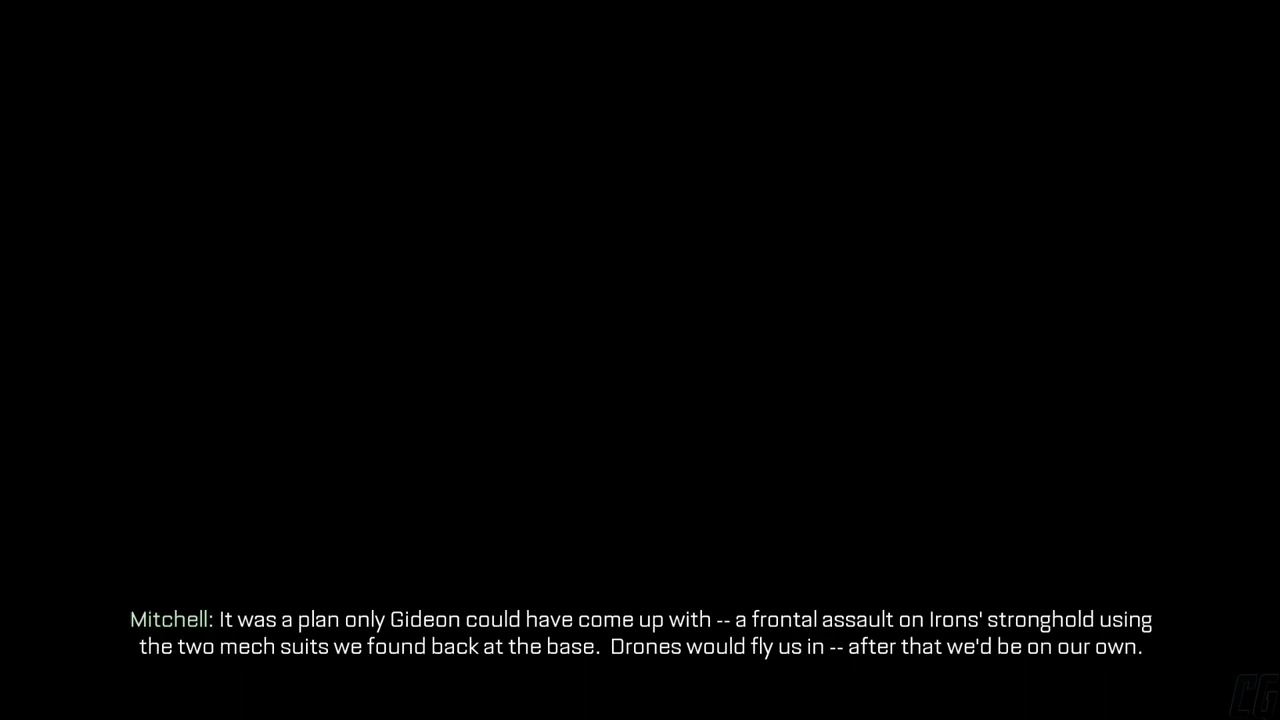 Mitchell: It was a plan only Gideon could have come up with -- a frontal assault on Irons' stronghold using
the two mech suits we found back at the base.  Drones would fly us in -- after that we'd be on our own.
CG